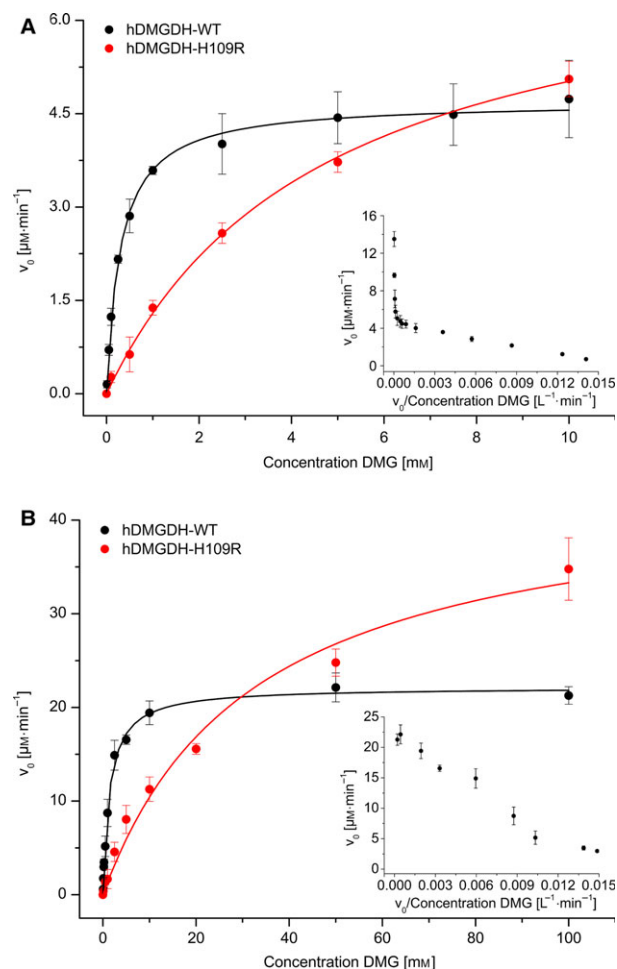 A
hDMGDH-WT
hDMGDH-H109R
6.0
4.5
3.0
1.5
0.0
v₀ [µM·min⁻¹]
0 2 4 6 8 10
Concentration DMG [mM]
16
12
8
4
0
v₀ [µM·min⁻¹]
0.000 0.003 0.006 0.009 0.012 0.015
v₀/Concentration DMG [L⁻¹·min⁻¹]
B
hDMGDH-WT
hDMGDH-H109R
40
30
20
10
0
v₀ [µM·min⁻¹]
0 20 40 60 80 100
Concentration DMG [mM]
25
20
15
10
5
0
v₀ [µM·min⁻¹]
0.000 0.003 0.006 0.009 0.012 0.015
v₀/Concentration DMG [L⁻¹·min⁻¹]